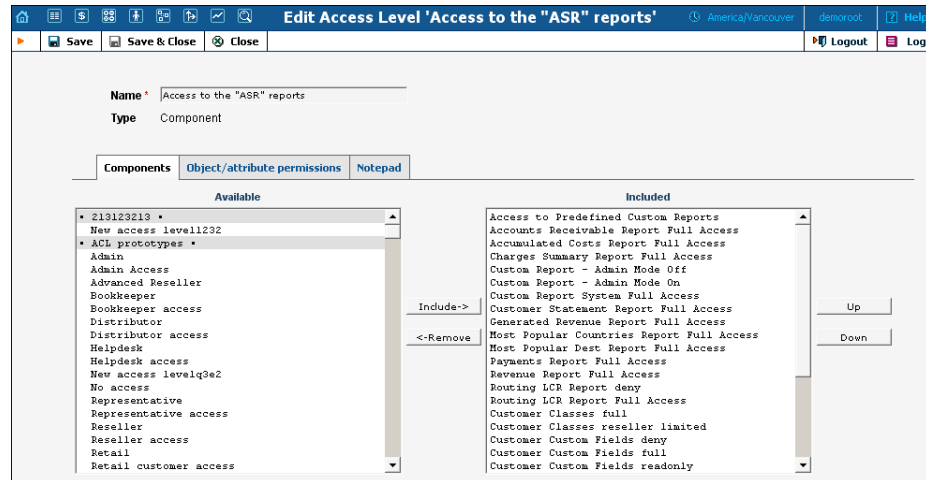 Edit Access Level 'Access to the "ASR" reports'
America/Vancouver
demoroot
? Help
Save
Save & Close
Close
Logout
Log
Name *
Access to the "ASR" reports
Type
Component
Components
Object/attribute permissions
Notepad
Available
• 213123213 •
New access level1232
• ACL prototypes •
Admin
Admin Access
Advanced Reseller
Bookkeeper
Bookkeeper access
Distributor
Distributor access
Helpdesk
Helpdesk access
New access levelq3e2
No access
Representative
Representative access
Reseller
Reseller access
Retail
Retail customer access
Include->
<-Remove
Included
Access to Predefined Custom Reports
Accounts Receivable Report Full Access
Accumulated Costs Report Full Access
Charges Summary Report Full Access
Custom Report - Admin Mode Off
Custom Report - Admin Mode On
Custom Report System Full Access
Customer Statement Report Full Access
Generated Revenue Report Full Access
Most Popular Countries Report Full Access
Most Popular Dest Report Full Access
Payments Report Full Access
Revenue Report Full Access
Routing LCR Report deny
Routing LCR Report Full Access
Customer Classes full
Customer Classes reseller limited
Customer Custom Fields deny
Customer Custom Fields full
Customer Custom Fields readonly
Up
Down